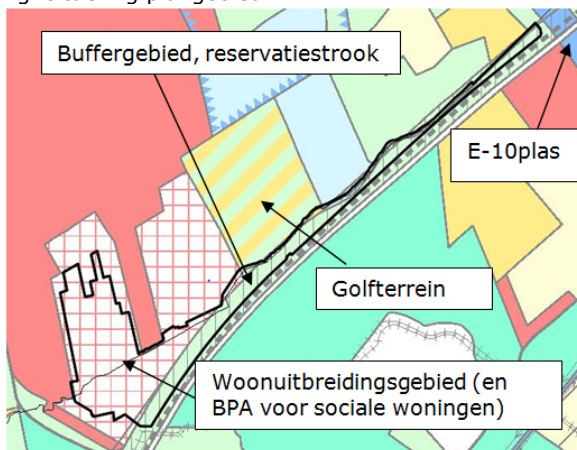 Buffergebied, reservatiestrook
E-10plas
Golfterrein
Woonuitbreidingsgebied (en
BPA voor sociale woningen)